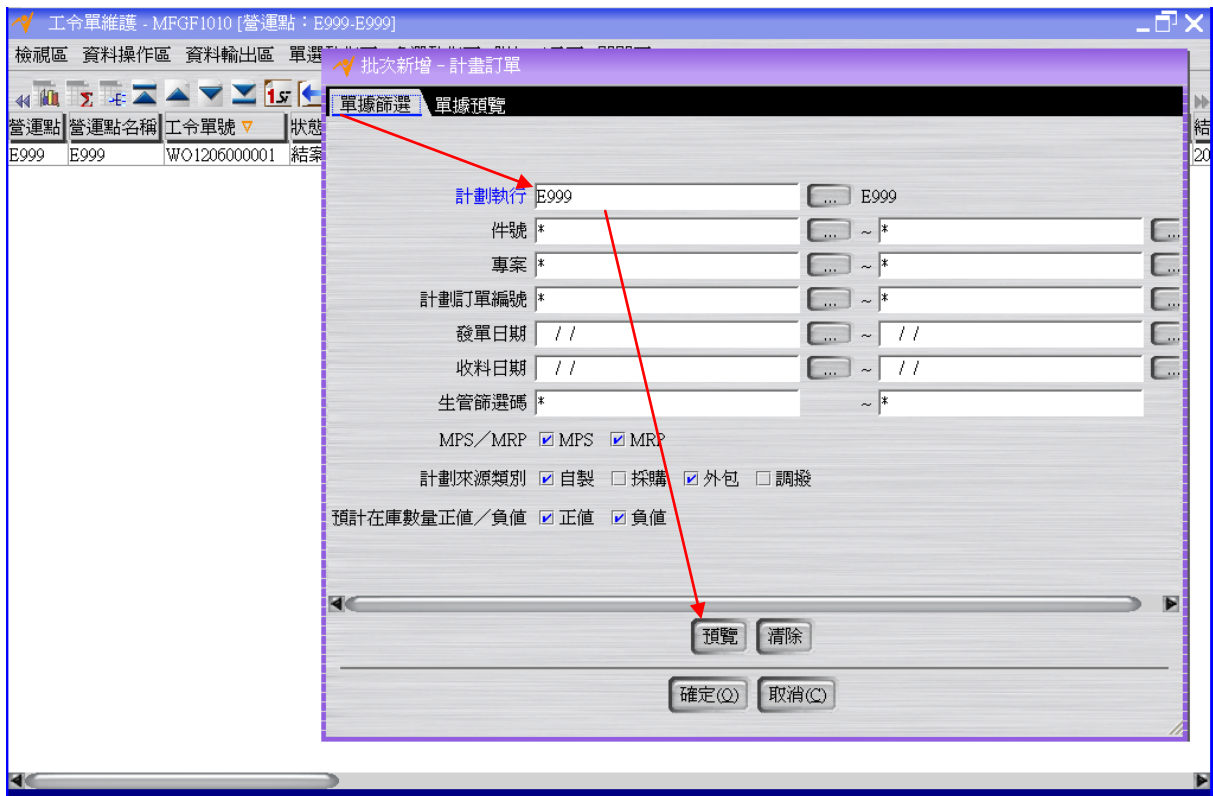 工令單維護 - MFGF1010 [營運點：E999-E999]
檢視區 資料操作區 資料輸出區 單選
營運點 營運點名稱 工令單號 狀態 結
E999 E999 WO1206000001 結案 20
批次新增 - 計畫訂單
單據篩選 單據預覽
計劃執行 E999 ... E999
件號 * ... ~ * ...
專案 * ... ~ * ...
計畫訂單編號 * ... ~ * ...
發單日期 / / ... ~ / / ...
收料日期 / / ... ~ / / ...
生管篩選碼 * ~ *
MPS／MRP MPS MRP
計劃來源類別 自製 採購 外包 調撥
預計在庫數量正值／負值 正值 負值
預覽 清除
確定(O) 取消(C)